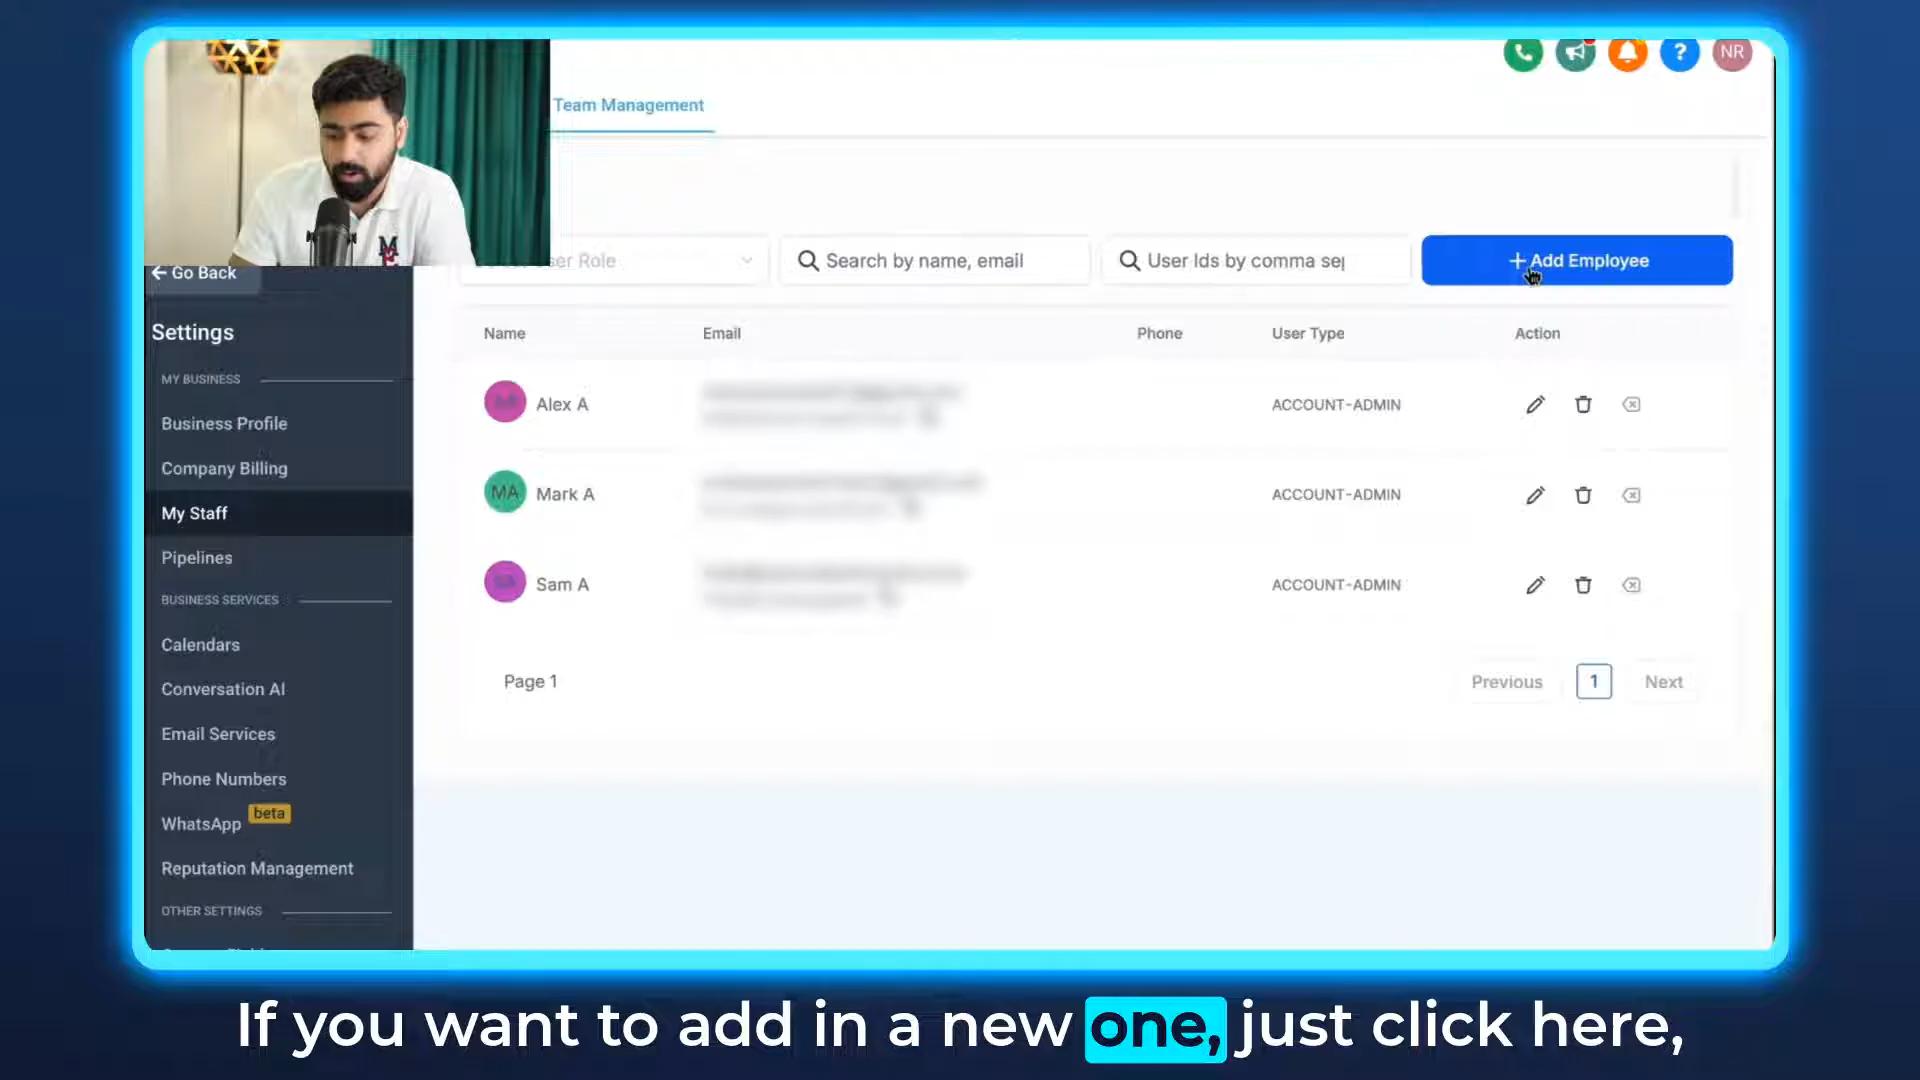 NR
Team Management
User Role
Search by name, email
User Ids by comma sep
+ Add Employee
Go Back
Settings
MY BUSINESS
Business Profile
Company Billing
My Staff
Pipelines
BUSINESS SERVICES
Calendars
Conversation AI
Email Services
Phone Numbers
WhatsApp beta
Reputation Management
OTHER SETTINGS
Name Email Phone User Type Action
Alex A ACCOUNT-ADMIN
MA Mark A ACCOUNT-ADMIN
Sam A ACCOUNT-ADMIN
Page 1 Previous 1 Next
If you want to add in a new one, just click here,